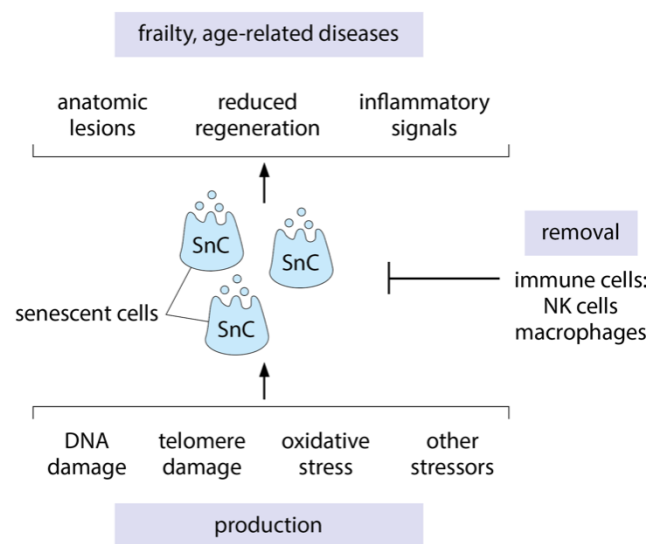 frailty, age-related diseases
anatomic
lesions
reduced
regeneration
inflammatory
signals
SnC
SnC
SnC
senescent cells
removal
immune cells:
NK cells
macrophages
DNA
damage
telomere
damage
oxidative
stress
other
stressors
production